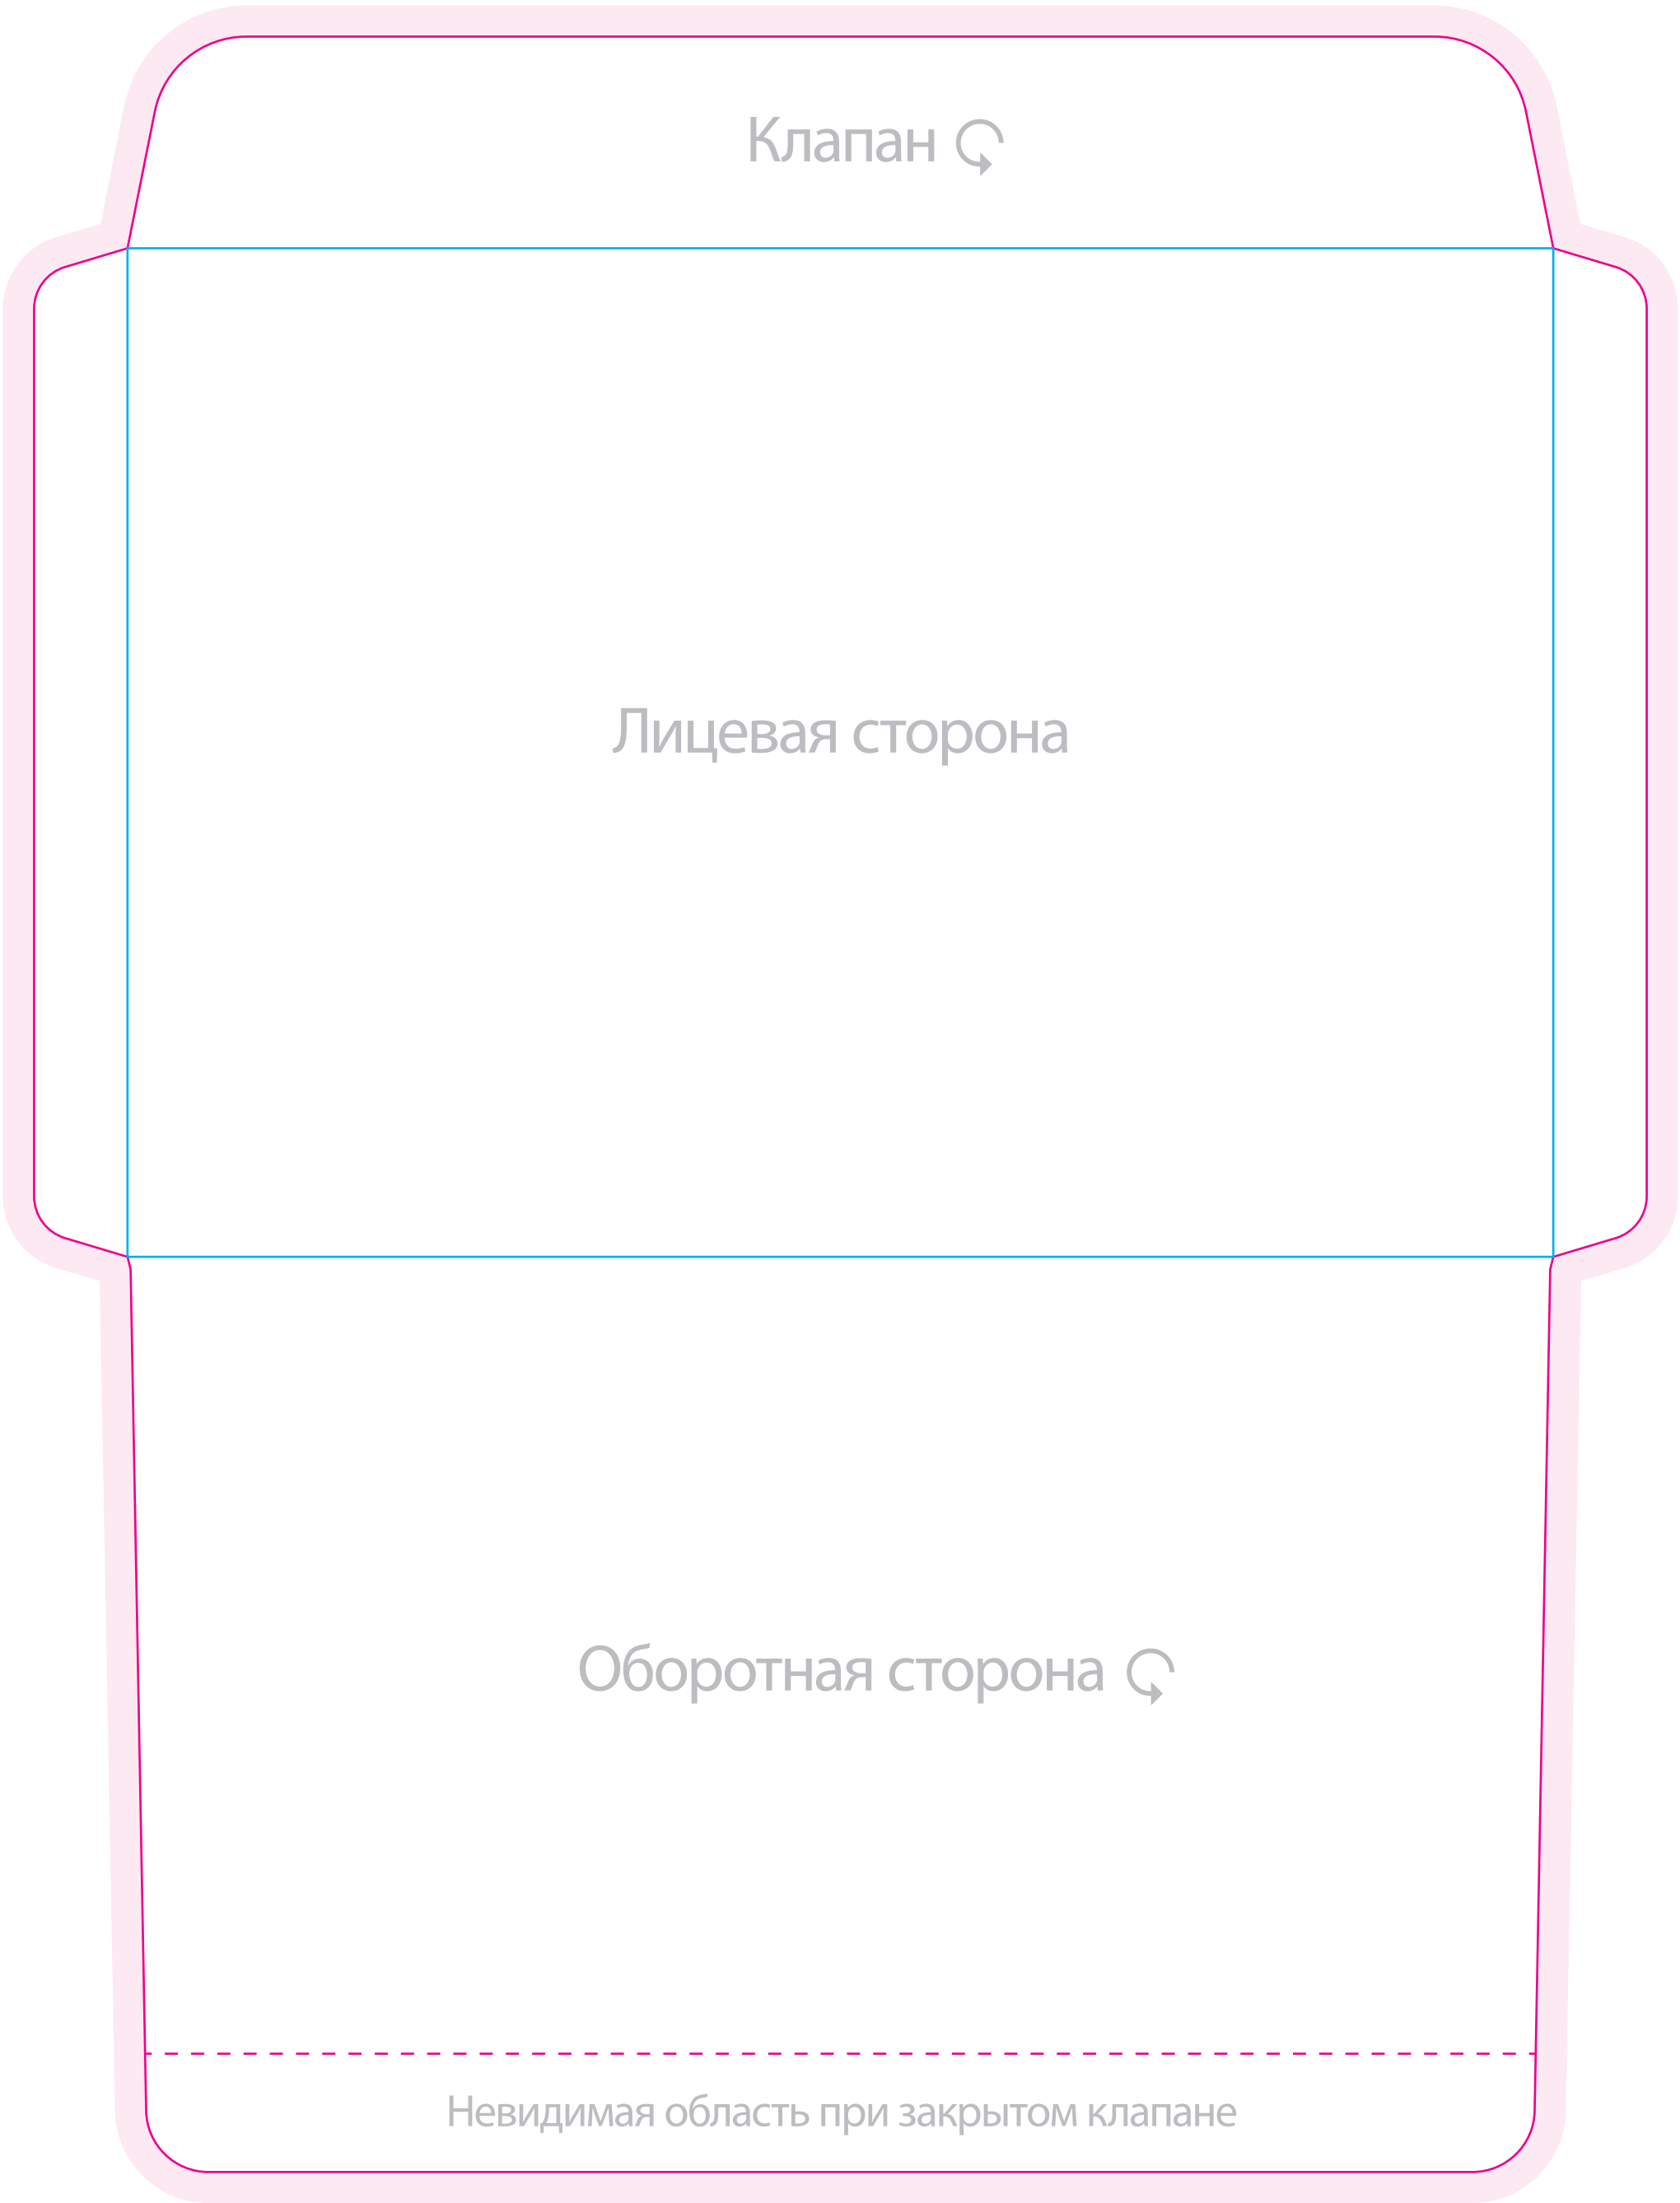 Клапан
Лицевая сторона
Оборотная сторона
Невидимая область при закрытом клапане